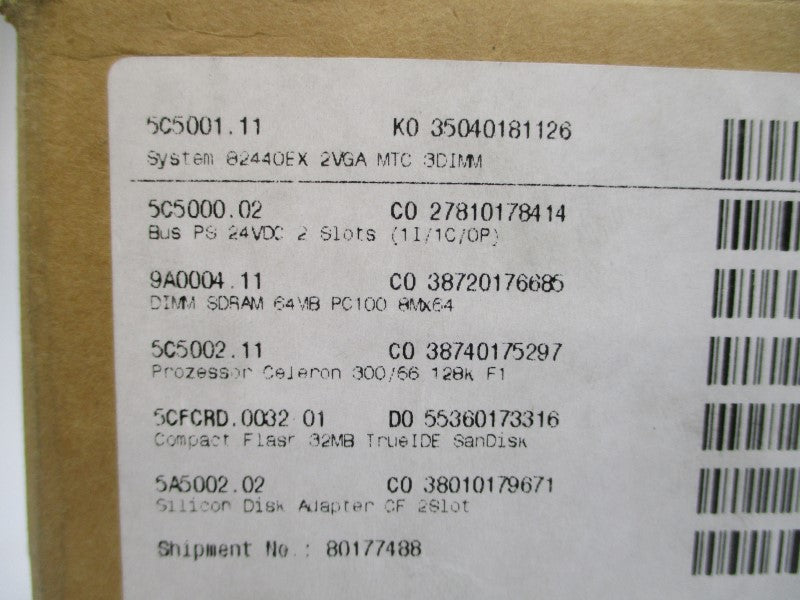 5C5001.11 K0 35040181126
System 82440EX 2VGA MTC 3DIMM
5C5000.02 C0 27810178414
Bus PS 24VDC 2 Slots (1I/1C/0P)
9A0004.11 C0 38720176685
DIMM SDRAM 64MB PC100 8Mx64
5C5002.11 C0 38740175297
Prozessor Celeron 300/66 128k F1
5CFCRD.0032 01 D0 55360173316
Compact Flash 32MB TrueIDE SanDisk
5A5002.02 C0 38010179671
Silicon Disk Adapter CF 2Slot
Shipment No.: 80177488